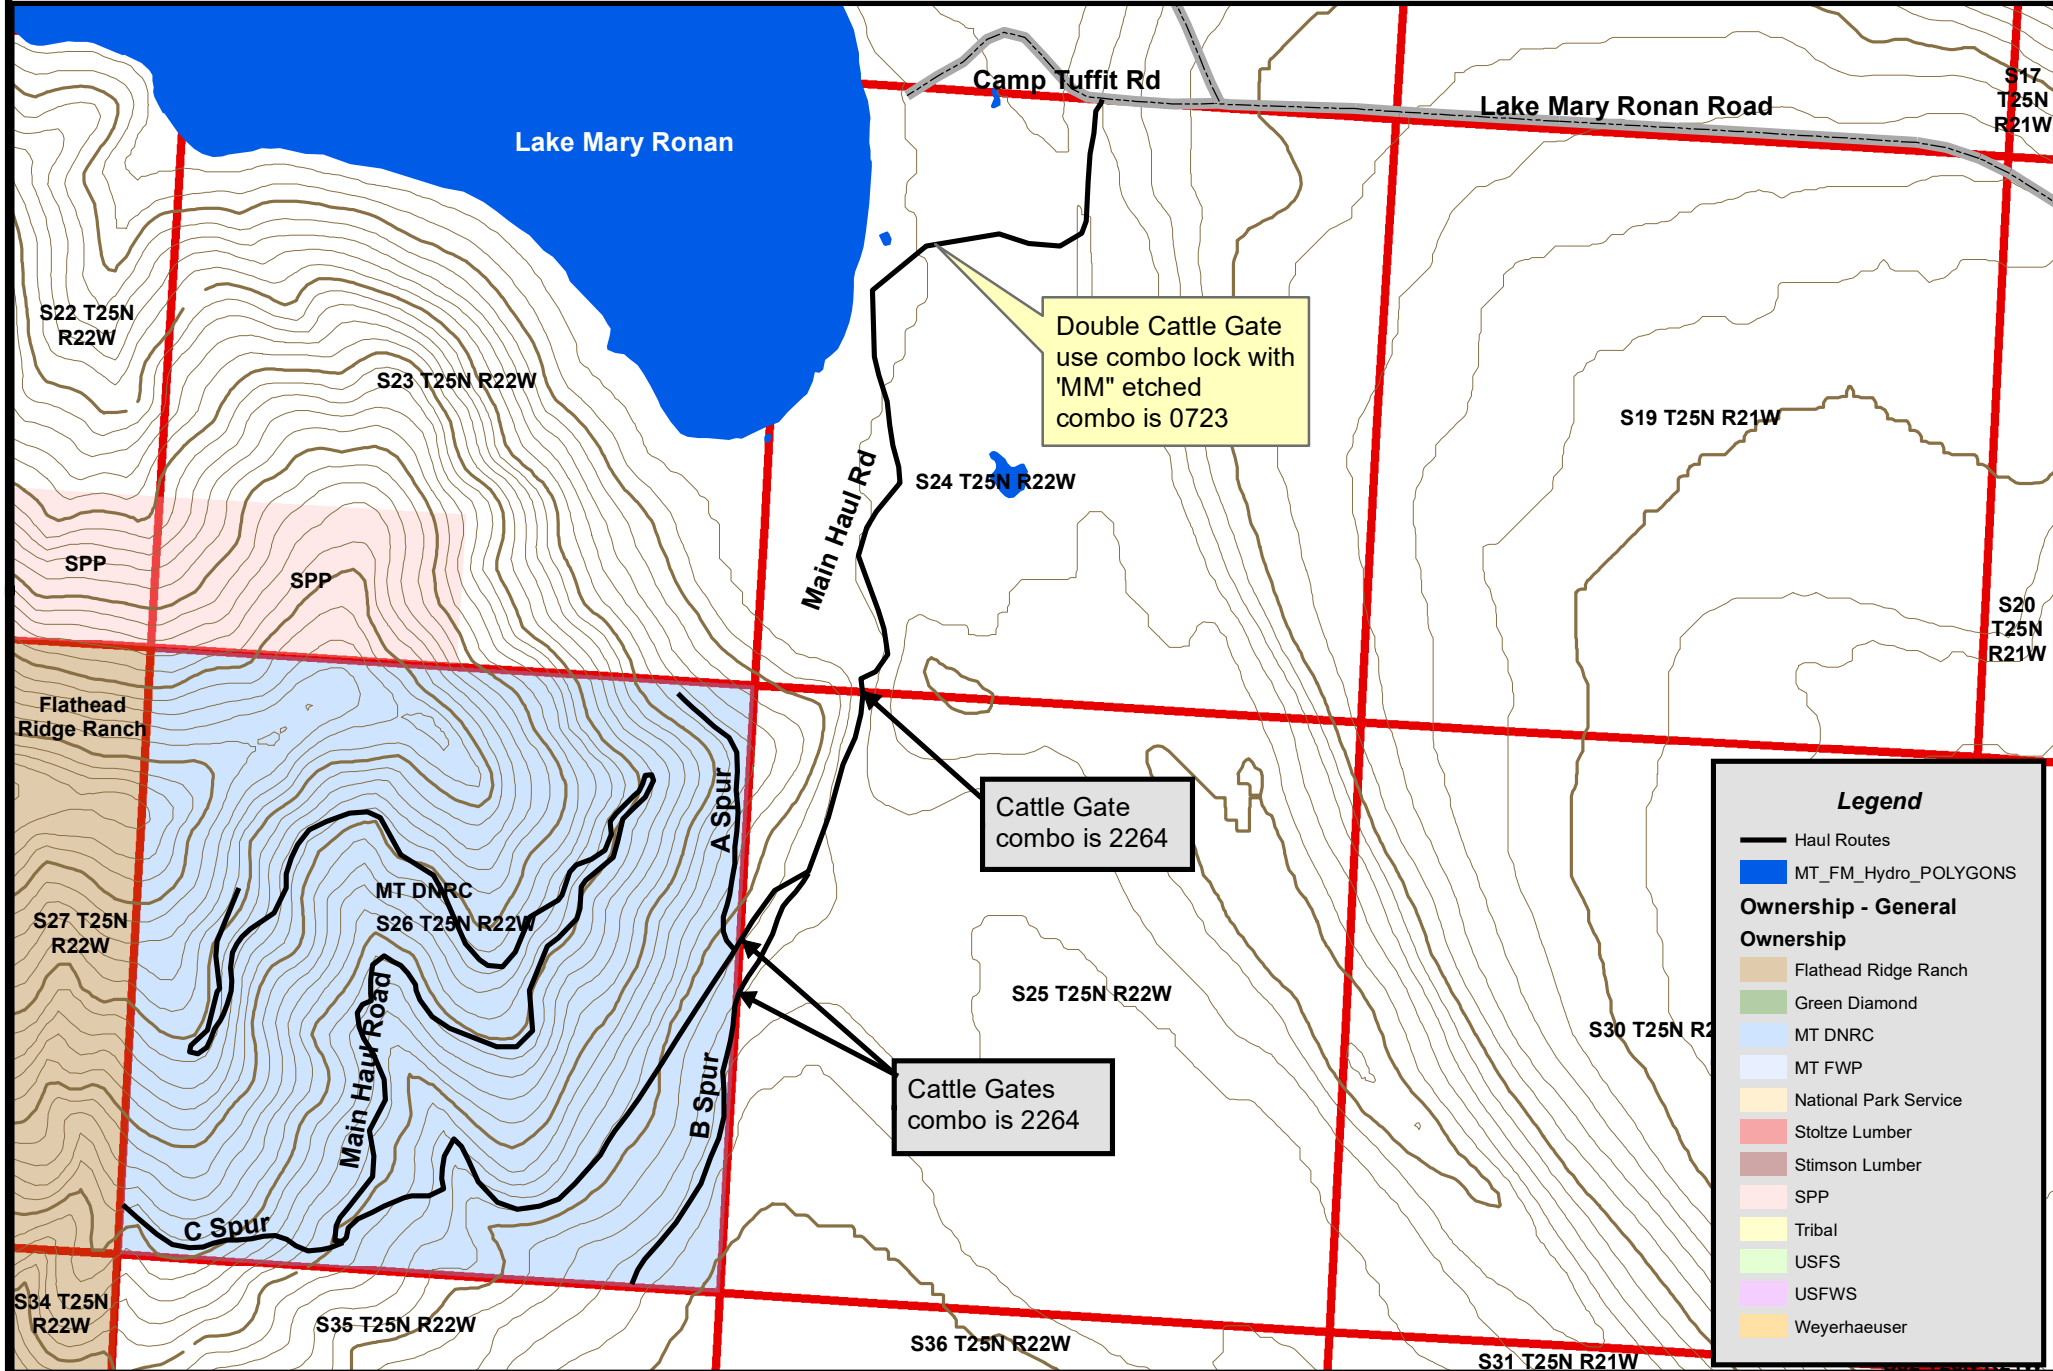 Camp Tuffit Rd
Lake Mary Ronan Road
S17
T25N
R21W
Lake Mary Ronan
S22 T25N
R22W
Double Cattle Gate
use combo lock with
'MM" etched
combo is 0723
S23 T25N R22W
S19 T25N R21W
Main Haul Rd
S24 T25N R22W
SPP
SPP
S20
T25N
R21W
Flathead
Ridge Ranch
A Spur
Cattle Gate
combo is 2264
MT DNRC
S26 T25N R22W
S27 T25N
R22W
Main Haul Road
S25 T25N R22W
S30 T25N R2
B Spur
Cattle Gates
combo is 2264
C Spur
S34 T25N
R22W
S35 T25N R22W
S36 T25N R22W
S31 T25N R21W
Legend
Haul Routes
MT_FM_Hydro_POLYGONS
Ownership - General
Ownership
Flathead Ridge Ranch
Green Diamond
MT DNRC
MT FWP
National Park Service
Stoltze Lumber
Stimson Lumber
SPP
Tribal
USFS
USFWS
Weyerhaeuser